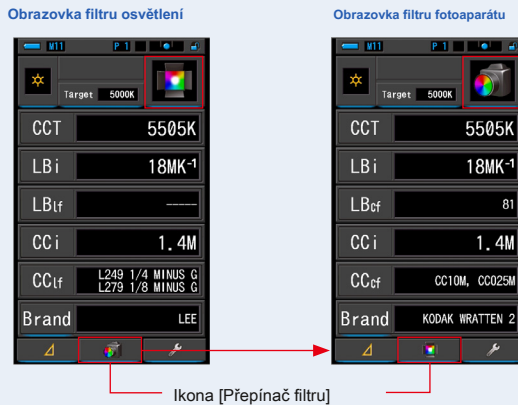 Obrazovka filtru osvětlení
M11 P 1
Target 5000K
CCT 5505K
LBi 18MK⁻¹
LBlf -----
CCi 1.4M
CClf L249 1/4 MINUS G
L279 1/8 MINUS G
Brand LEE
Obrazovka filtru fotoaparátu
M11 P 1
Target 5000K
CCT 5505K
LBi 18MK⁻¹
LBcf 81
CCi 1.4M
CCcf CC10M, CC025M
Brand KODAK WRATTEN 2
Ikona [Přepínač filtru]